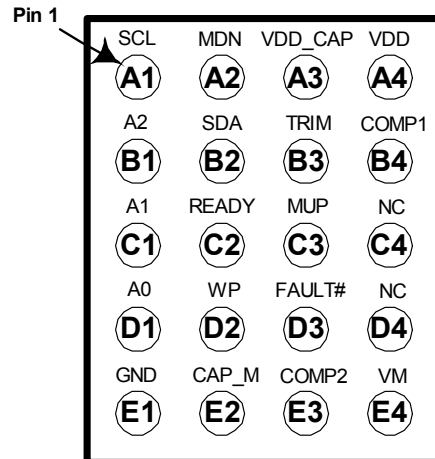 Pin 1
SCL MDN VDD_CAP VDD
A1 A2 A3 A4
A2 SDA TRIM COMP1
B1 B2 B3 B4
A1 READY MUP NC
C1 C2 C3 C4
A0 WP FAULT# NC
D1 D2 D3 D4
GND CAP_M COMP2 VM
E1 E2 E3 E4